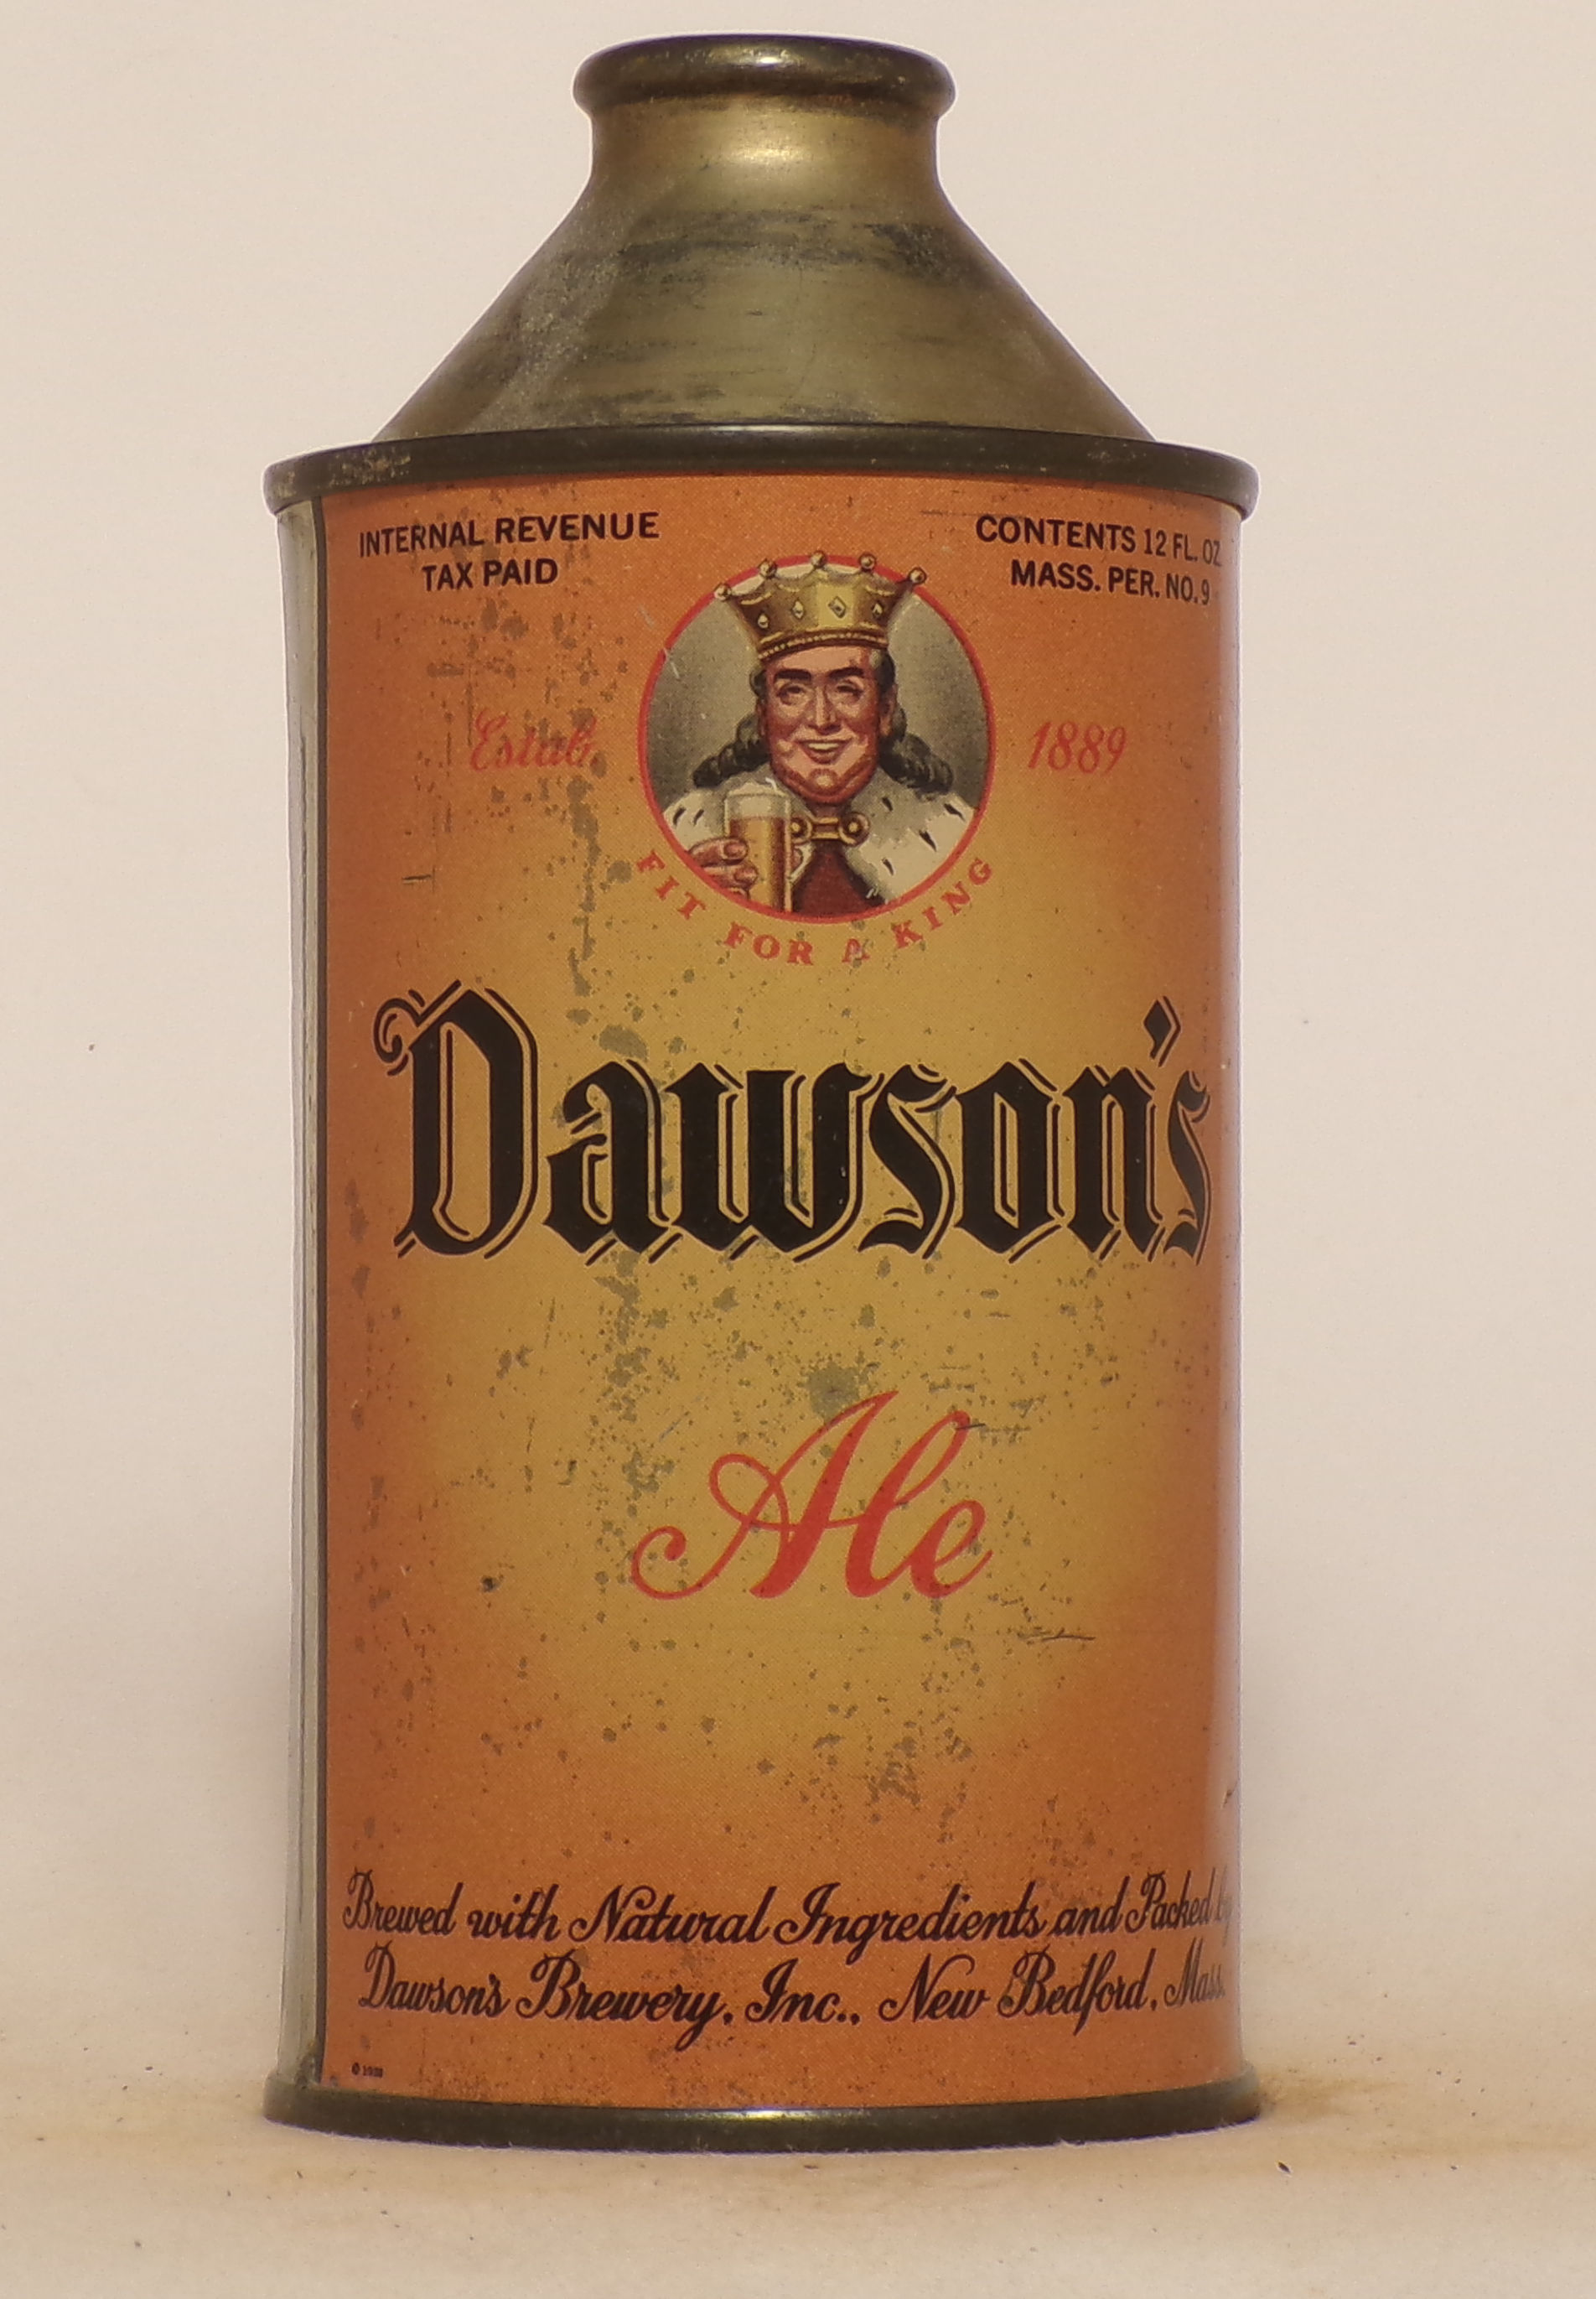 INTERNAL REVENUE
TAX PAID
CONTENTS 12 FL. OZ
MASS. PER. NO. 9
Estab. 1889
FIT FOR A KING
Dawson's
Ale
Brewed with Natural Ingredients and Packed by
Dawson's Brewery, Inc., New Bedford, Mass.